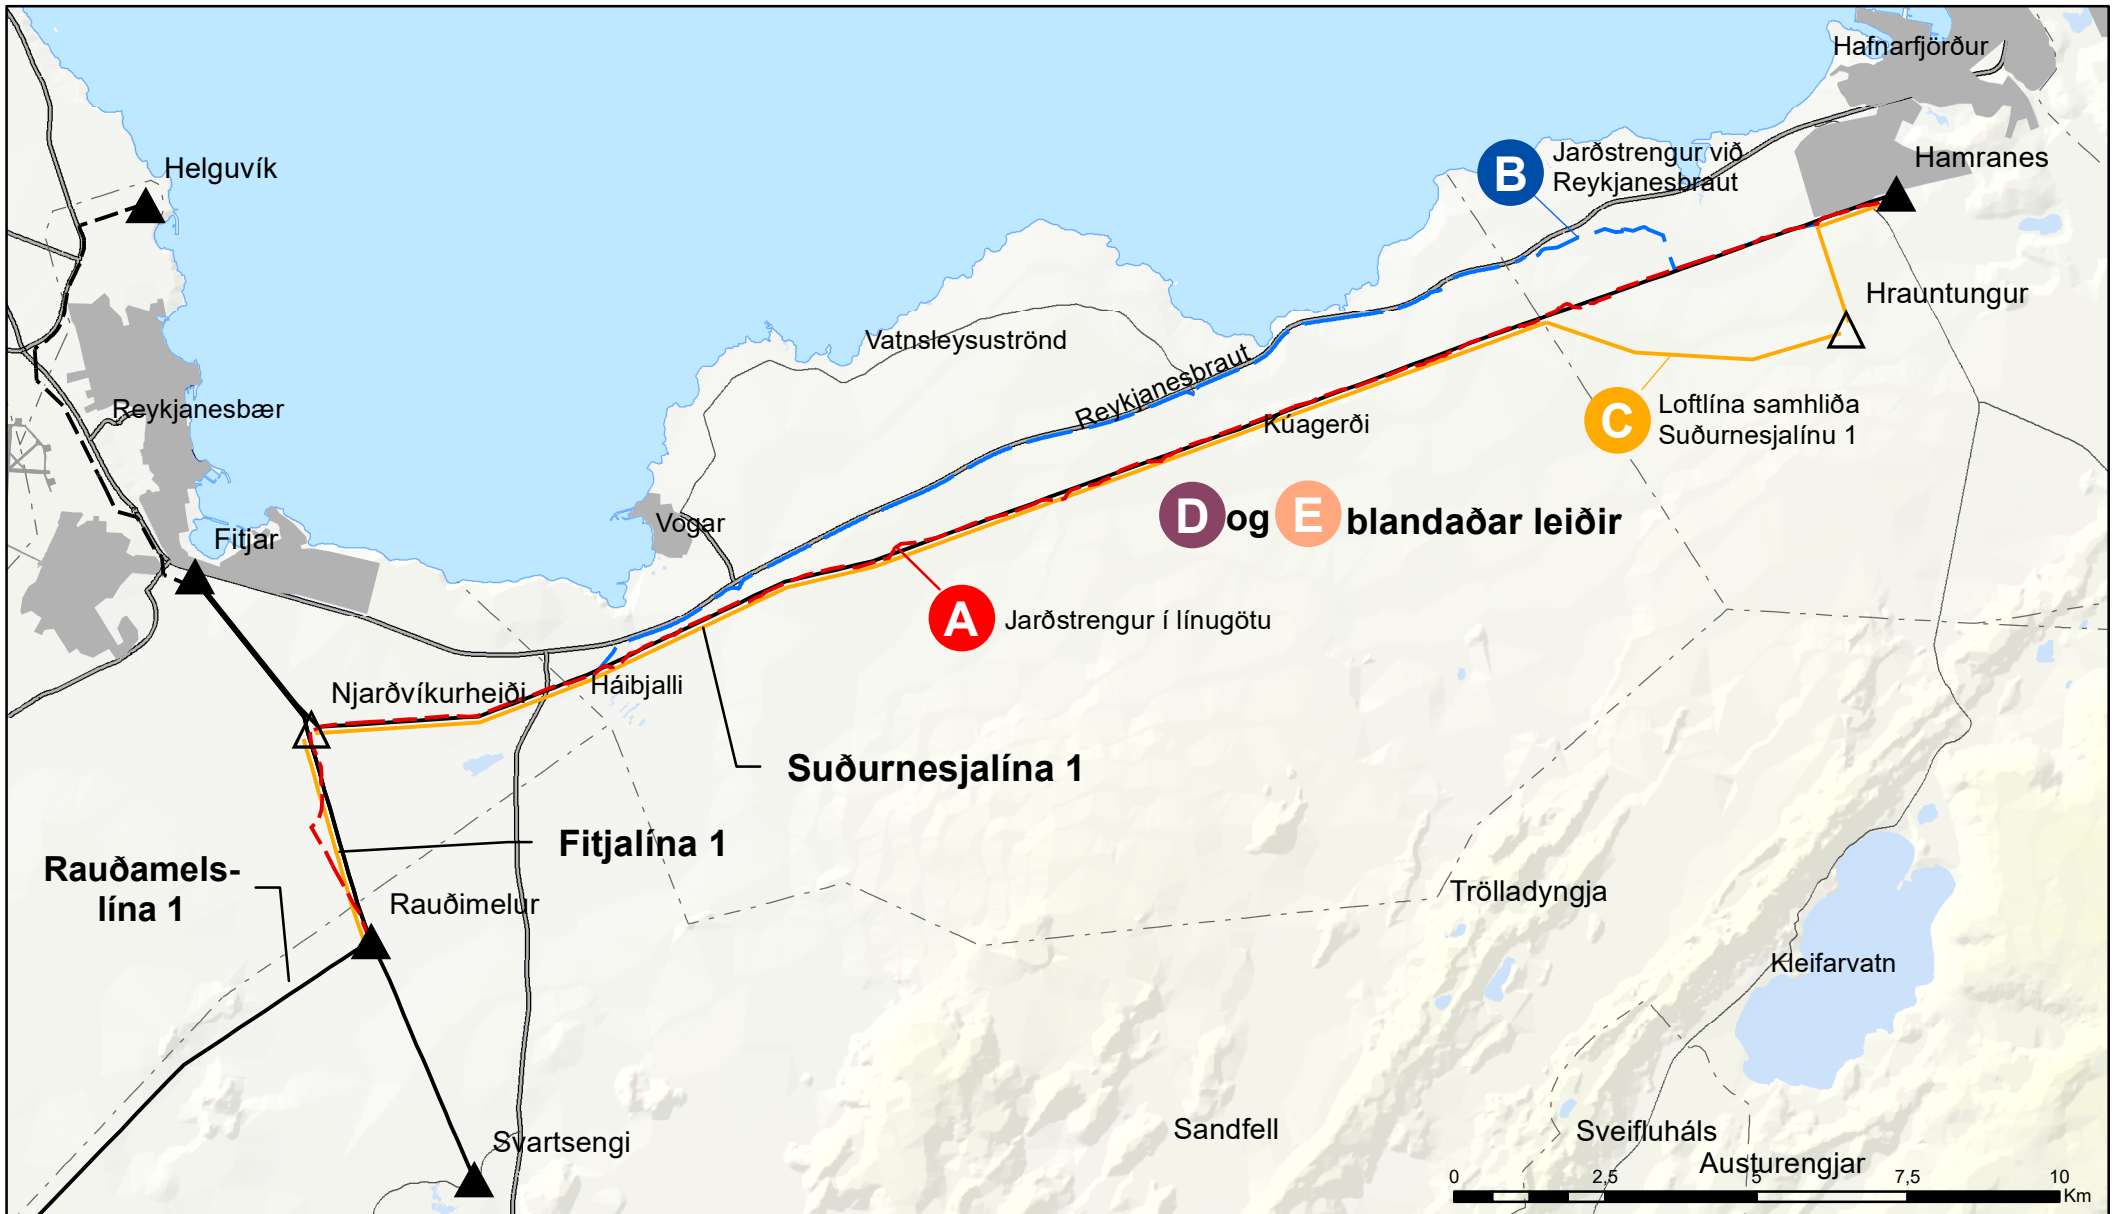 Hafnarfjörður
Helguvík
B
Jarðstrengur við
Reykjanesbraut
Hamranes
Hrauntungur
Vatnsleysuströnd
Reykjanesbraut
Reykjanesbær
Kúagerði
C
Loftlína samhliða
Suðurnesjalínu 1
Vogar
D og E blandaðar leiðir
Fitjar
A
Jarðstrengur í línugötu
Njarðvíkurheiði
Háibjalli
Suðurnesjalína 1
Fitjalína 1
Rauðamels-
lína 1
Rauðimelur
Trölladyngja
Kleifarvatn
Svartsengi
Sandfell
Sveifluháls
Austurengjar
0 2,5 5 7,5 10
Km